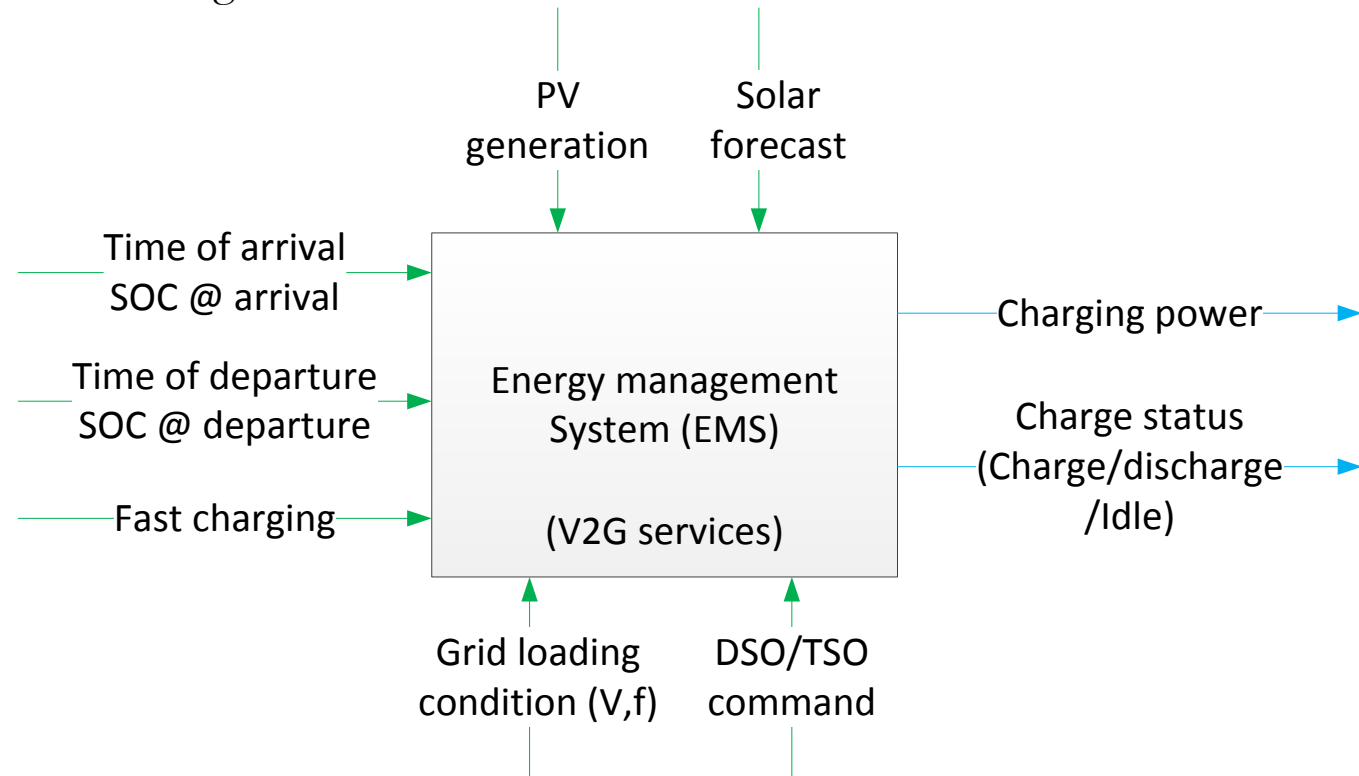 PV
generation
Solar
forecast
Time of arrival
SOC @ arrival
Time of departure
SOC @ departure
Fast charging
Energy management
System (EMS)
(V2G services)
Charging power
Charge status
(Charge/discharge
/Idle)
Grid loading
condition (V,f)
DSO/TSO
command